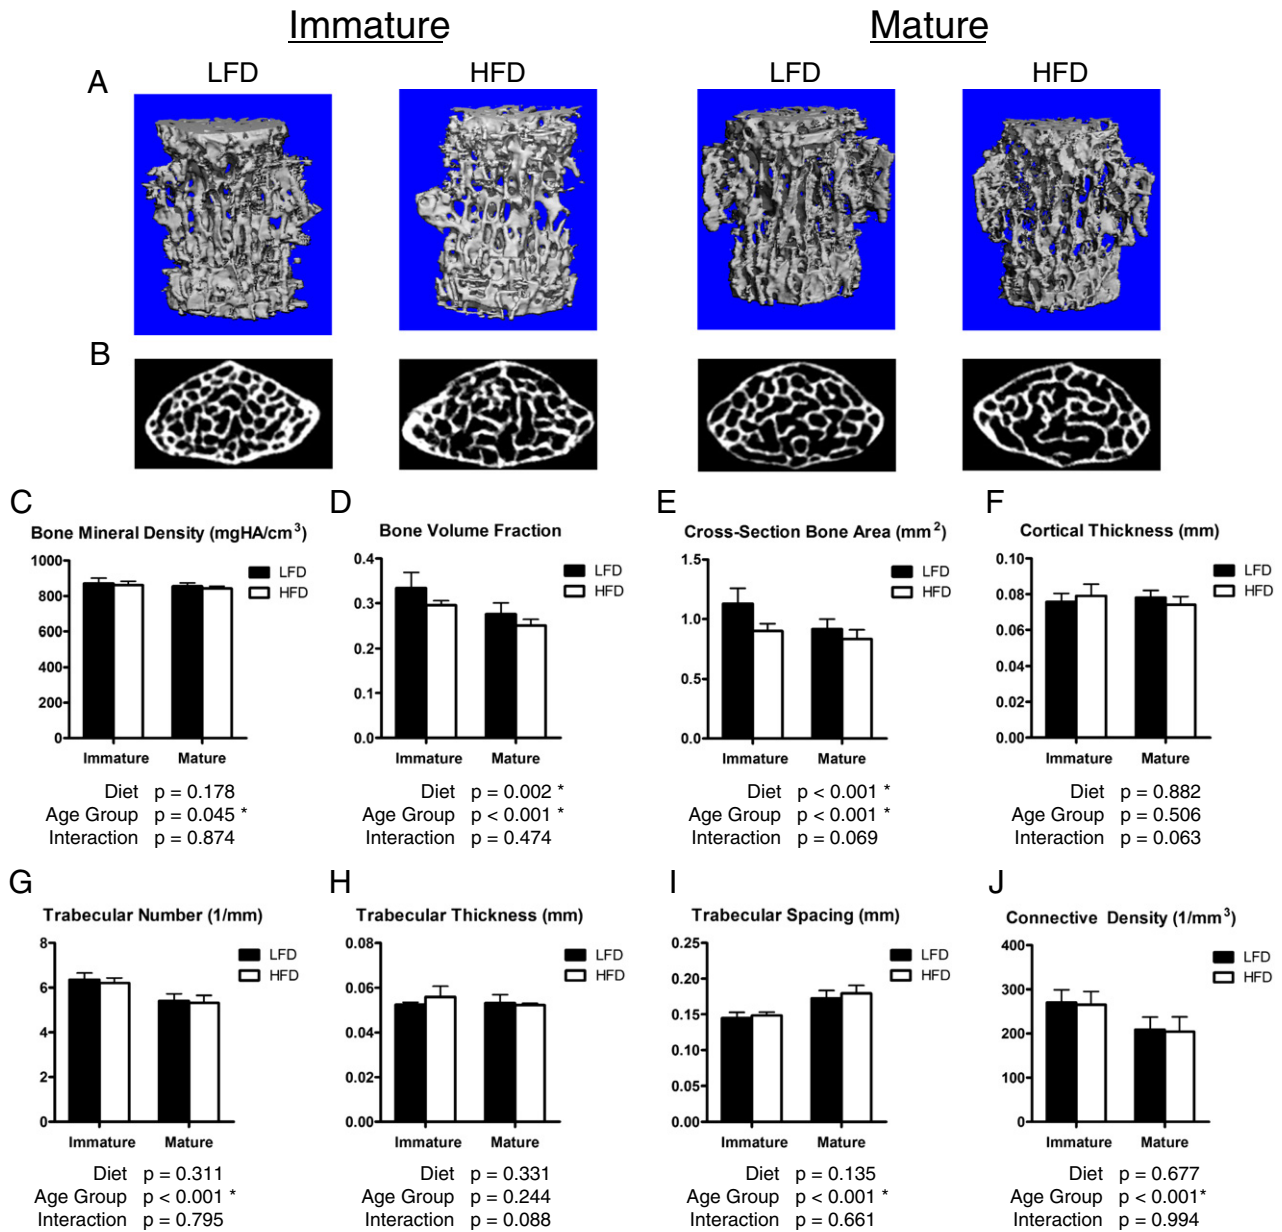 Immature
Mature
A
LFD
HFD
LFD
HFD
B
C
Bone Mineral Density (mgHA/cm³)
1000
800
600
400
200
0
LFD
HFD
Immature
Mature
Diet p = 0.178
Age Group p = 0.045 *
Interaction p = 0.874
D
Bone Volume Fraction
0.4
0.3
0.2
0.1
0.0
LFD
HFD
Immature
Mature
Diet p = 0.002 *
Age Group p < 0.001 *
Interaction p = 0.474
E
Cross-Section Bone Area (mm²)
1.5
1.0
0.5
0.0
LFD
HFD
Immature
Mature
Diet p < 0.001 *
Age Group p < 0.001 *
Interaction p = 0.069
F
Cortical Thickness (mm)
0.10
0.08
0.06
0.04
0.02
0.00
LFD
HFD
Immature
Mature
Diet p = 0.882
Age Group p = 0.506
Interaction p = 0.063
G
Trabecular Number (1/mm)
8
6
4
2
0
LFD
HFD
Immature
Mature
Diet p = 0.311
Age Group p < 0.001 *
Interaction p = 0.795
H
Trabecular Thickness (mm)
0.08
0.06
0.04
0.02
0.00
LFD
HFD
Immature
Mature
Diet p = 0.331
Age Group p = 0.244
Interaction p = 0.088
I
Trabecular Spacing (mm)
0.25
0.20
0.15
0.10
0.05
0.00
LFD
HFD
Immature
Mature
Diet p = 0.135
Age Group p < 0.001 *
Interaction p = 0.661
J
Connective Density (1/mm³)
400
300
200
100
0
LFD
HFD
Immature
Mature
Diet p = 0.677
Age Group p < 0.001*
Interaction p = 0.994